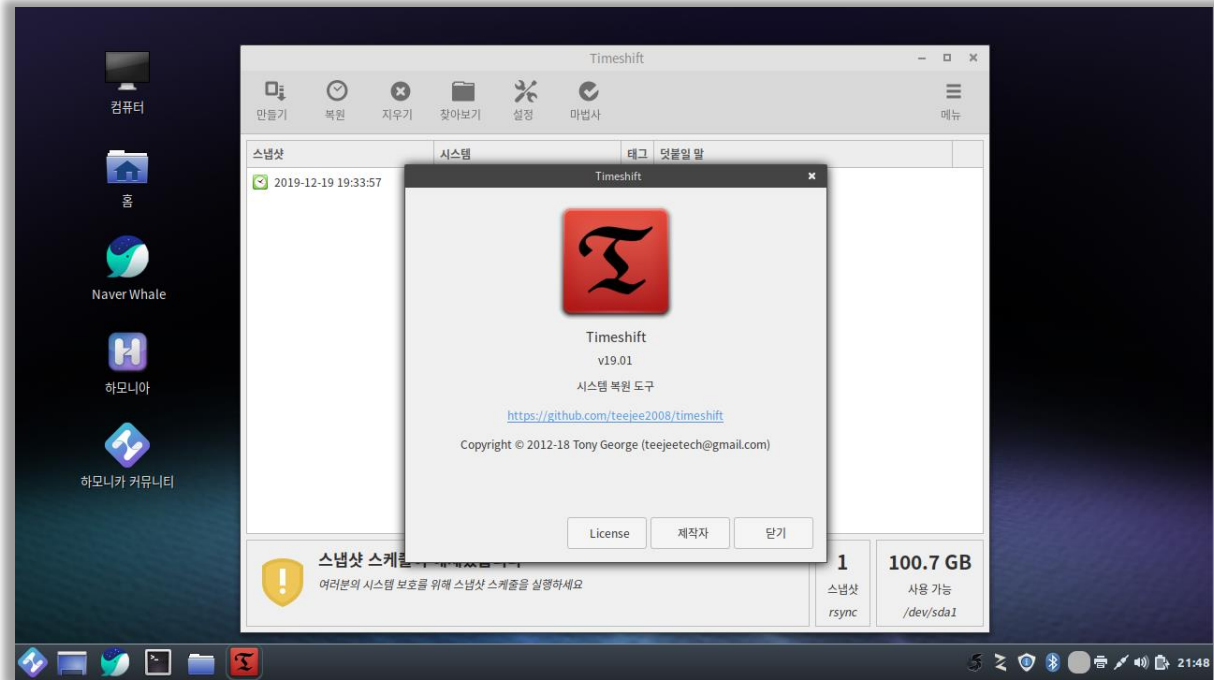 Timeshift
컴퓨터
홈
Naver Whale
하모니아
하모니카 커뮤니티
만들기 복원 지우기 찾아보기 설정 마법사 메뉴
스냅샷 시스템 태그 덧붙일 말
2019-12-19 19:33:57
Timeshift
Timeshift
v19.01
시스템 복원 도구
https://github.com/teejee2008/timeshift
Copyright © 2012-18 Tony George (teejeetech@gmail.com)
License 제작자 닫기
스냅샷
여러분의 시스템 보호를 위해 스냅샷 스케줄을 실행하세요
1
스냅샷
rsync
100.7 GB
사용 가능
/dev/sda1
21:48